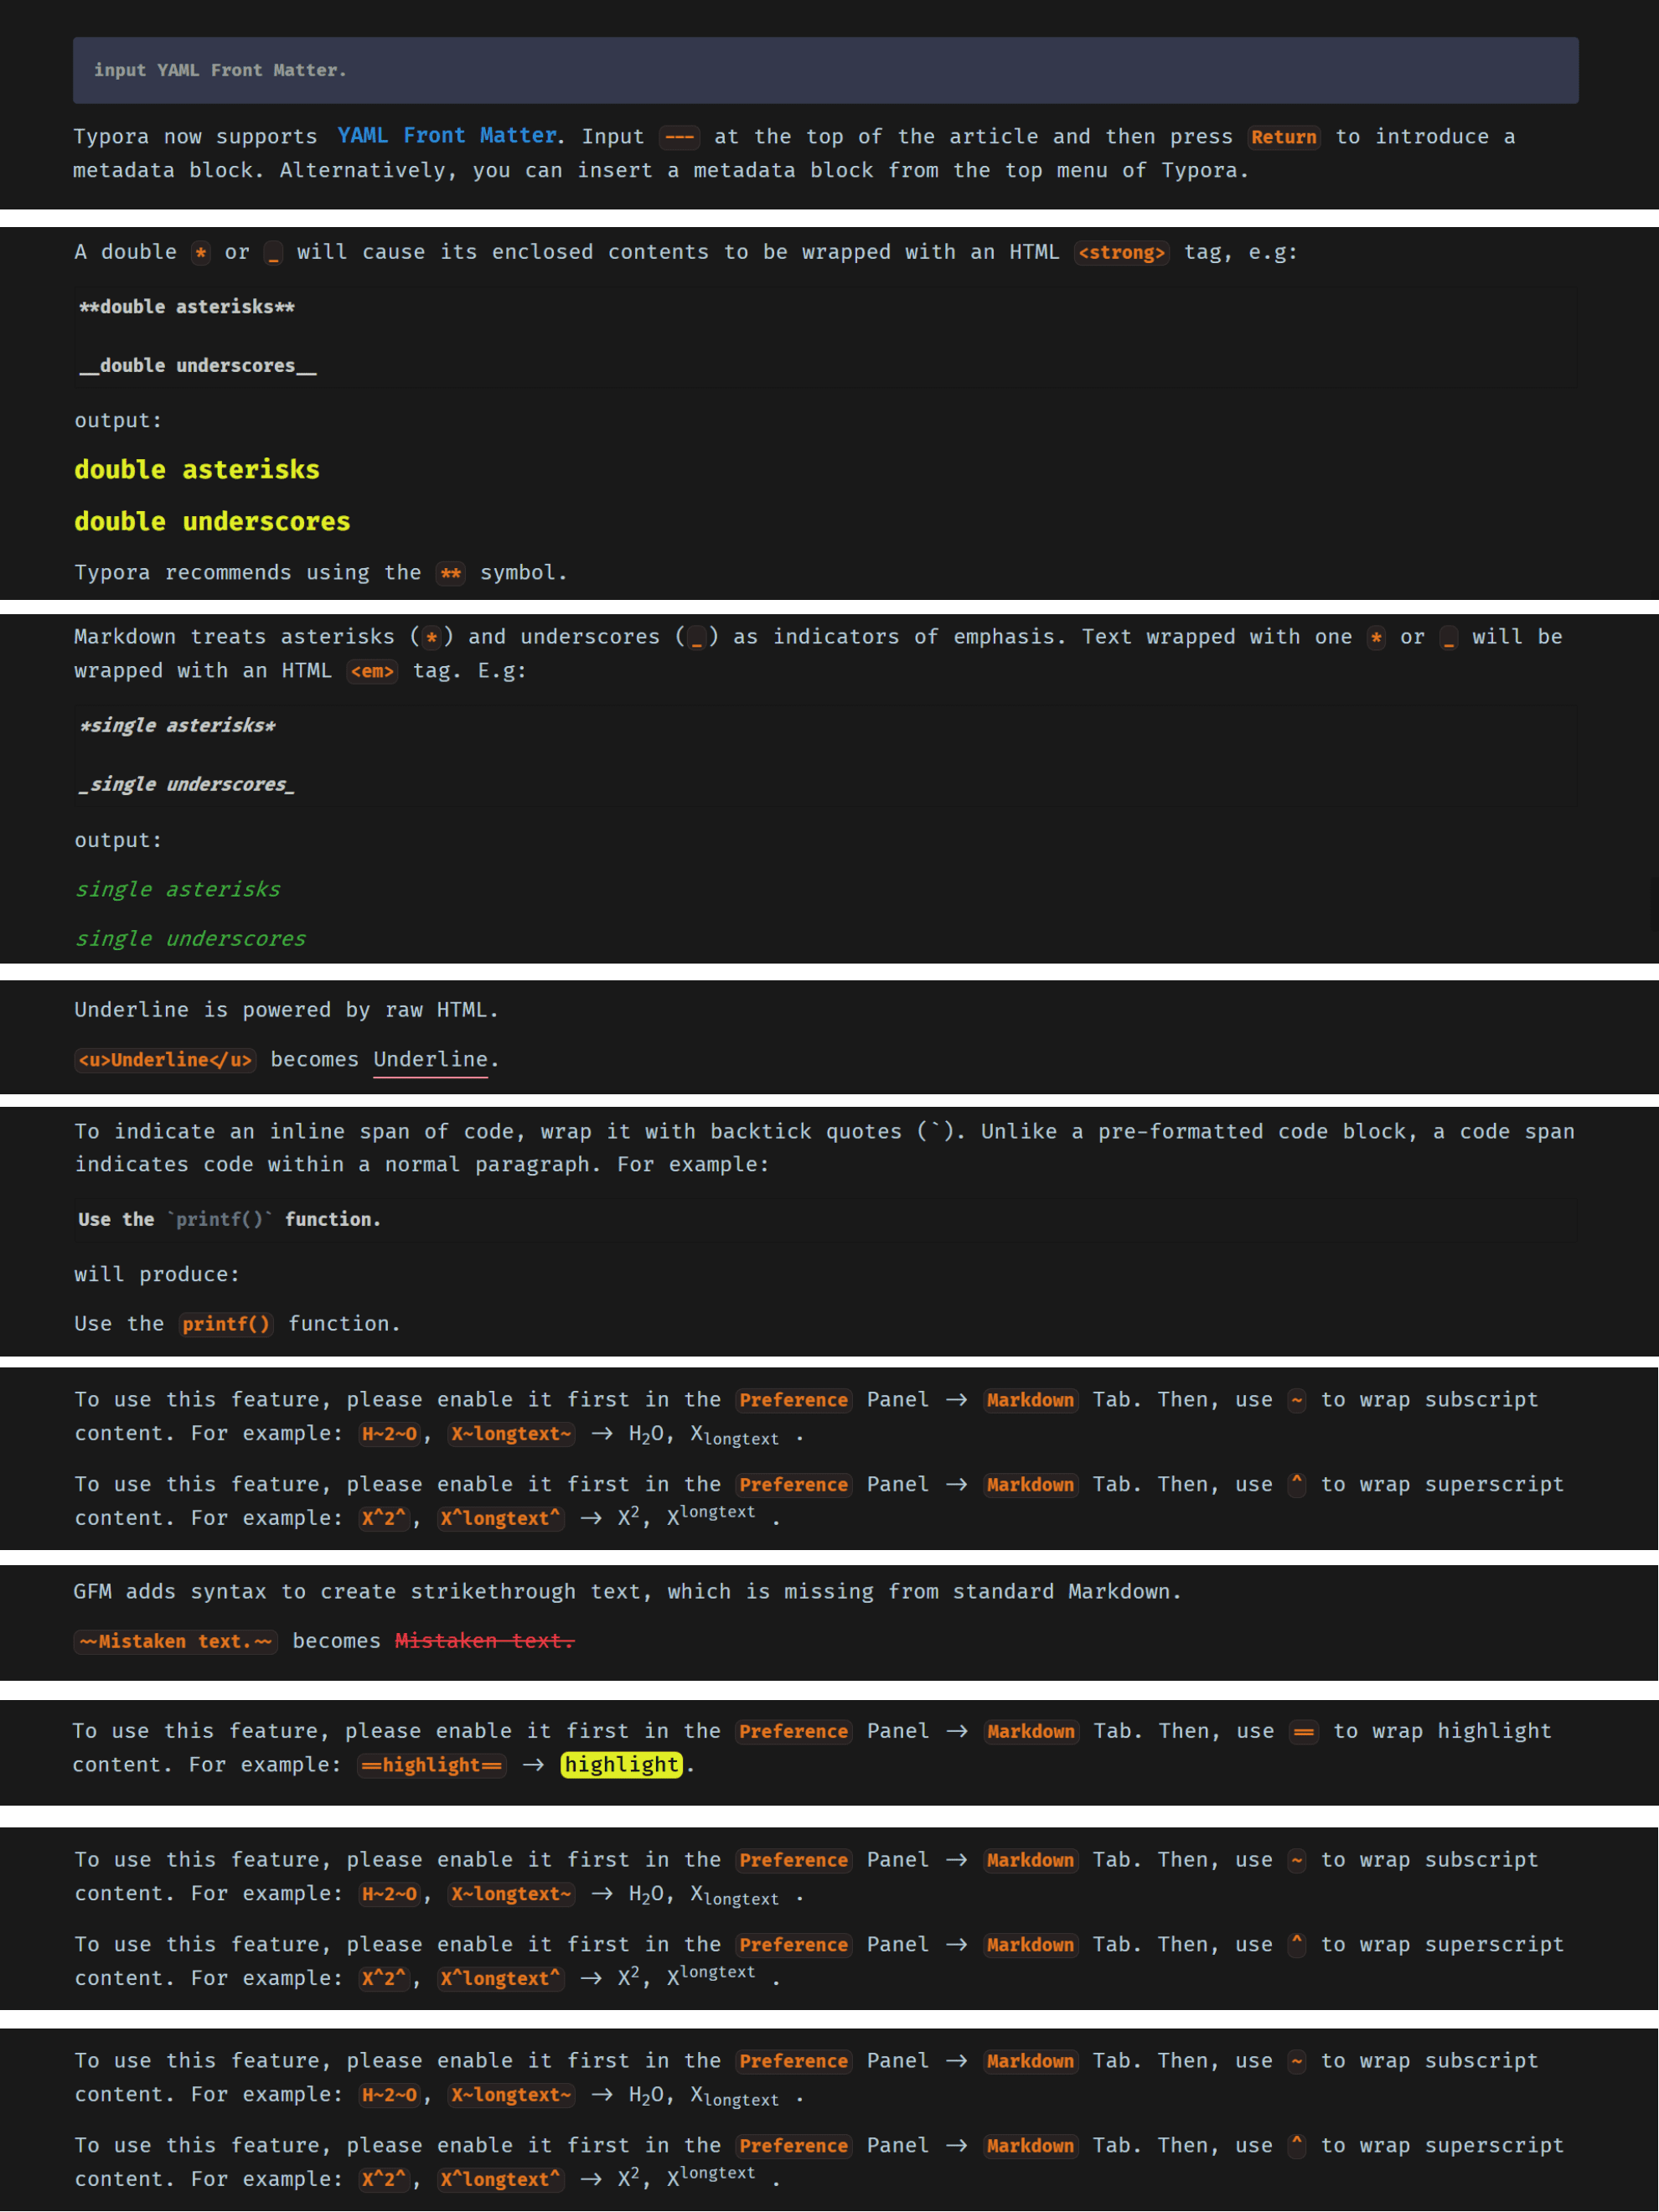 input YAML Front Matter.
Typora now supports YAML Front Matter. Input --- at the top of the article and then press Return to introduce a
metadata block. Alternatively, you can insert a metadata block from the top menu of Typora.
A double * or _ will cause its enclosed contents to be wrapped with an HTML <strong> tag, e.g:
**double asterisks**
__double underscores__
output:
double asterisks
double underscores
Typora recommends using the ** symbol.
Markdown treats asterisks (*) and underscores (_) as indicators of emphasis. Text wrapped with one * or _ will be
wrapped with an HTML <em> tag. E.g:
*single asterisks*
_single underscores_
output:
single asterisks
single underscores
Underline is powered by raw HTML.
<u>Underline</u> becomes Underline.
To indicate an inline span of code, wrap it with backtick quotes (`). Unlike a pre-formatted code block, a code span
indicates code within a normal paragraph. For example:
Use the `printf()` function.
will produce:
Use the printf() function.
To use this feature, please enable it first in the Preference Panel -> Markdown Tab. Then, use ~ to wrap subscript
content. For example: H~2~O, X~longtext~ -> H₂O, Xlongtext .
To use this feature, please enable it first in the Preference Panel -> Markdown Tab. Then, use ^ to wrap superscript
content. For example: X^2^, X^longtext^ -> X², Xlongtext .
GFM adds syntax to create strikethrough text, which is missing from standard Markdown.
~~Mistaken text.~~ becomes Mistaken text.
To use this feature, please enable it first in the Preference Panel -> Markdown Tab. Then, use == to wrap highlight
content. For example: ==highlight== -> highlight.
To use this feature, please enable it first in the Preference Panel -> Markdown Tab. Then, use ~ to wrap subscript
content. For example: H~2~O, X~longtext~ -> H₂O, Xlongtext .
To use this feature, please enable it first in the Preference Panel -> Markdown Tab. Then, use ^ to wrap superscript
content. For example: X^2^, X^longtext^ -> X², Xlongtext .
To use this feature, please enable it first in the Preference Panel -> Markdown Tab. Then, use ~ to wrap subscript
content. For example: H~2~O, X~longtext~ -> H₂O, Xlongtext .
To use this feature, please enable it first in the Preference Panel -> Markdown Tab. Then, use ^ to wrap superscript
content. For example: X^2^, X^longtext^ -> X², Xlongtext .